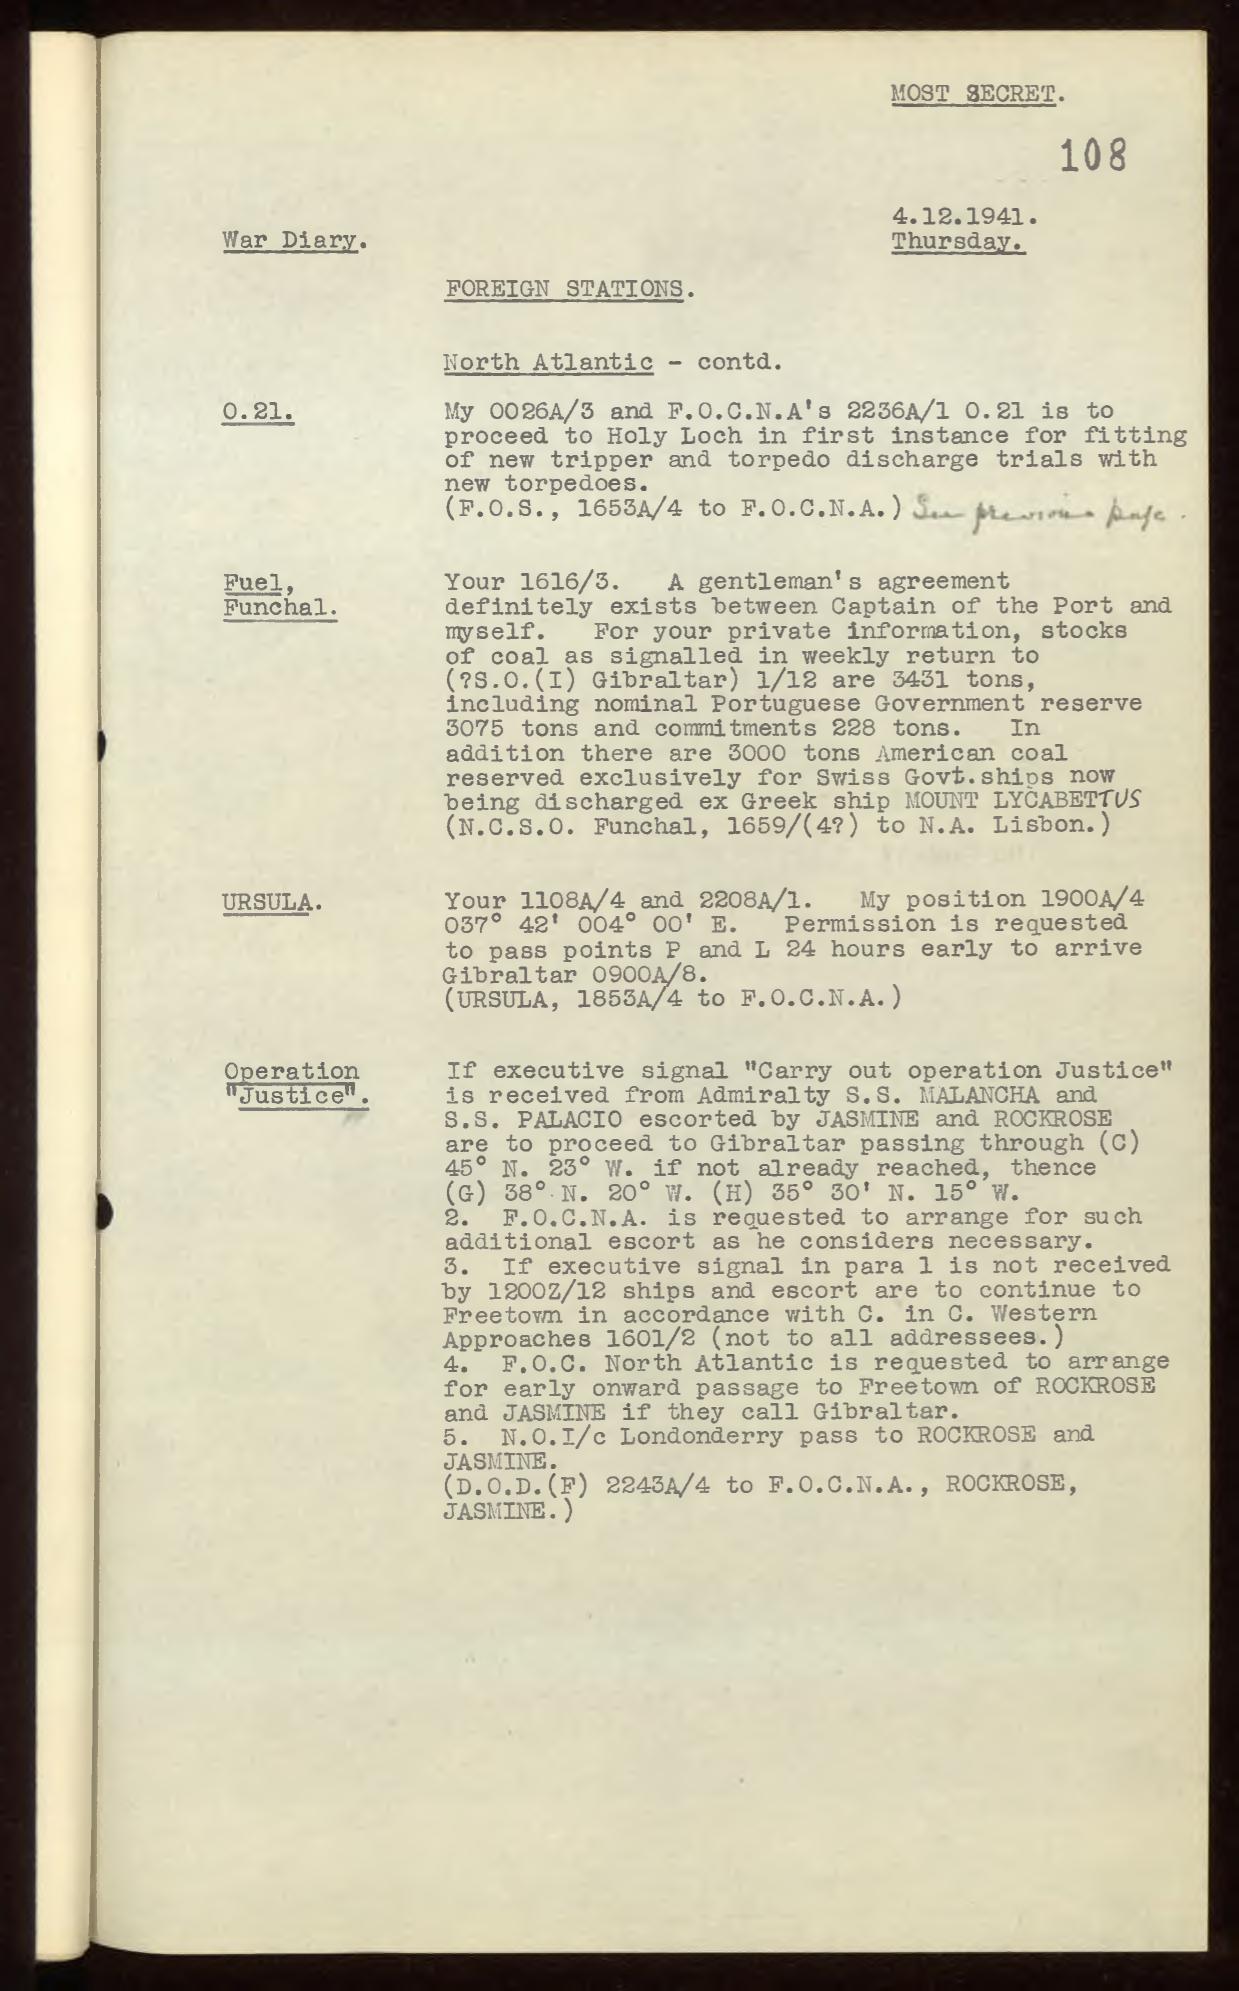 MOST SECRET.
108
4.12.1941.
War Diary.
Thursday.
FOREIGN STATIONS.
North Atlantic - contd.
O.21.
My 0026A/3 and F.O.C.N.A's 2236A/1 O.21 is to
proceed to Holy Loch in first instance for fitting
of new tripper and torpedo discharge trials with
new torpedoes.
(F.O.S., 1653A/4 to F.O.C.N.A.) See previous page.
Fuel,
Funchal.
Your 1616/3. A gentleman's agreement
definitely exists between Captain of the Port and
myself. For your private information, stocks
of coal as signalled in weekly return to
(?S.O.(I) Gibraltar) 1/12 are 3431 tons,
including nominal Portuguese Government reserve
3075 tons and commitments 228 tons. In
addition there are 3000 tons American coal
reserved exclusively for Swiss Govt.ships now
being discharged ex Greek ship MOUNT LYCABETTUS
(N.C.S.O. Funchal, 1659/(4?) to N.A. Lisbon.)
URSULA.
Your 1108A/4 and 2208A/1. My position 1900A/4
037° 42' 004° 00' E. Permission is requested
to pass points P and L 24 hours early to arrive
Gibraltar 0900A/8.
(URSULA, 1853A/4 to F.O.C.N.A.)
Operation
"Justice".
If executive signal "Carry out operation Justice"
is received from Admiralty S.S. MALANCHA and
S.S. PALACIO escorted by JASMINE and ROCKROSE
are to proceed to Gibraltar passing through (C)
45° N. 23° W. if not already reached, thence
(G) 38° N. 20° W. (H) 35° 30' N. 15° W.
2. F.O.C.N.A. is requested to arrange for such
additional escort as he considers necessary.
3. If executive signal in para 1 is not received
by 1200Z/12 ships and escort are to continue to
Freetown in accordance with C. in C. Western
Approaches 1601/2 (not to all addressees.)
4. F.O.C. North Atlantic is requested to arrange
for early onward passage to Freetown of ROCKROSE
and JASMINE if they call Gibraltar.
5. N.O.I/c Londonderry pass to ROCKROSE and
JASMINE.
(D.O.D.(F) 2243A/4 to F.O.C.N.A., ROCKROSE,
JASMINE.)